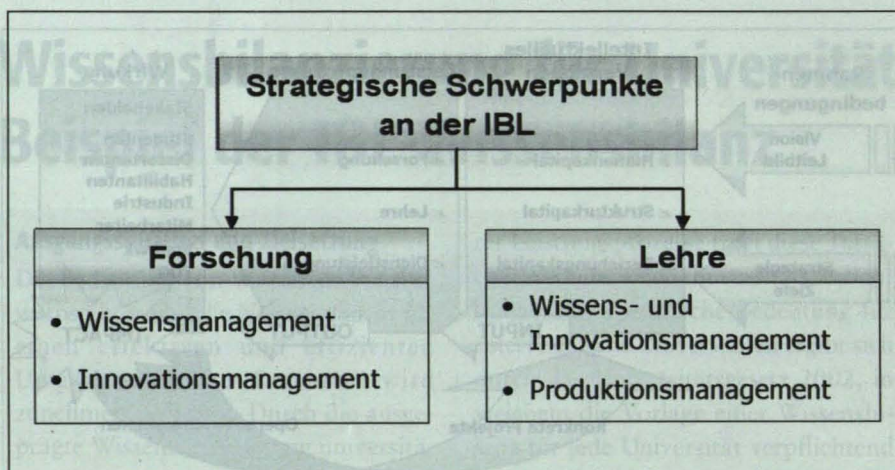 Strategische Schwerpunkte
an der IBL
Forschung
• Wissensmanagement
• Innovationsmanagement
Lehre
• Wissens- und
Innovationsmanagement
• Produktionsmanagement